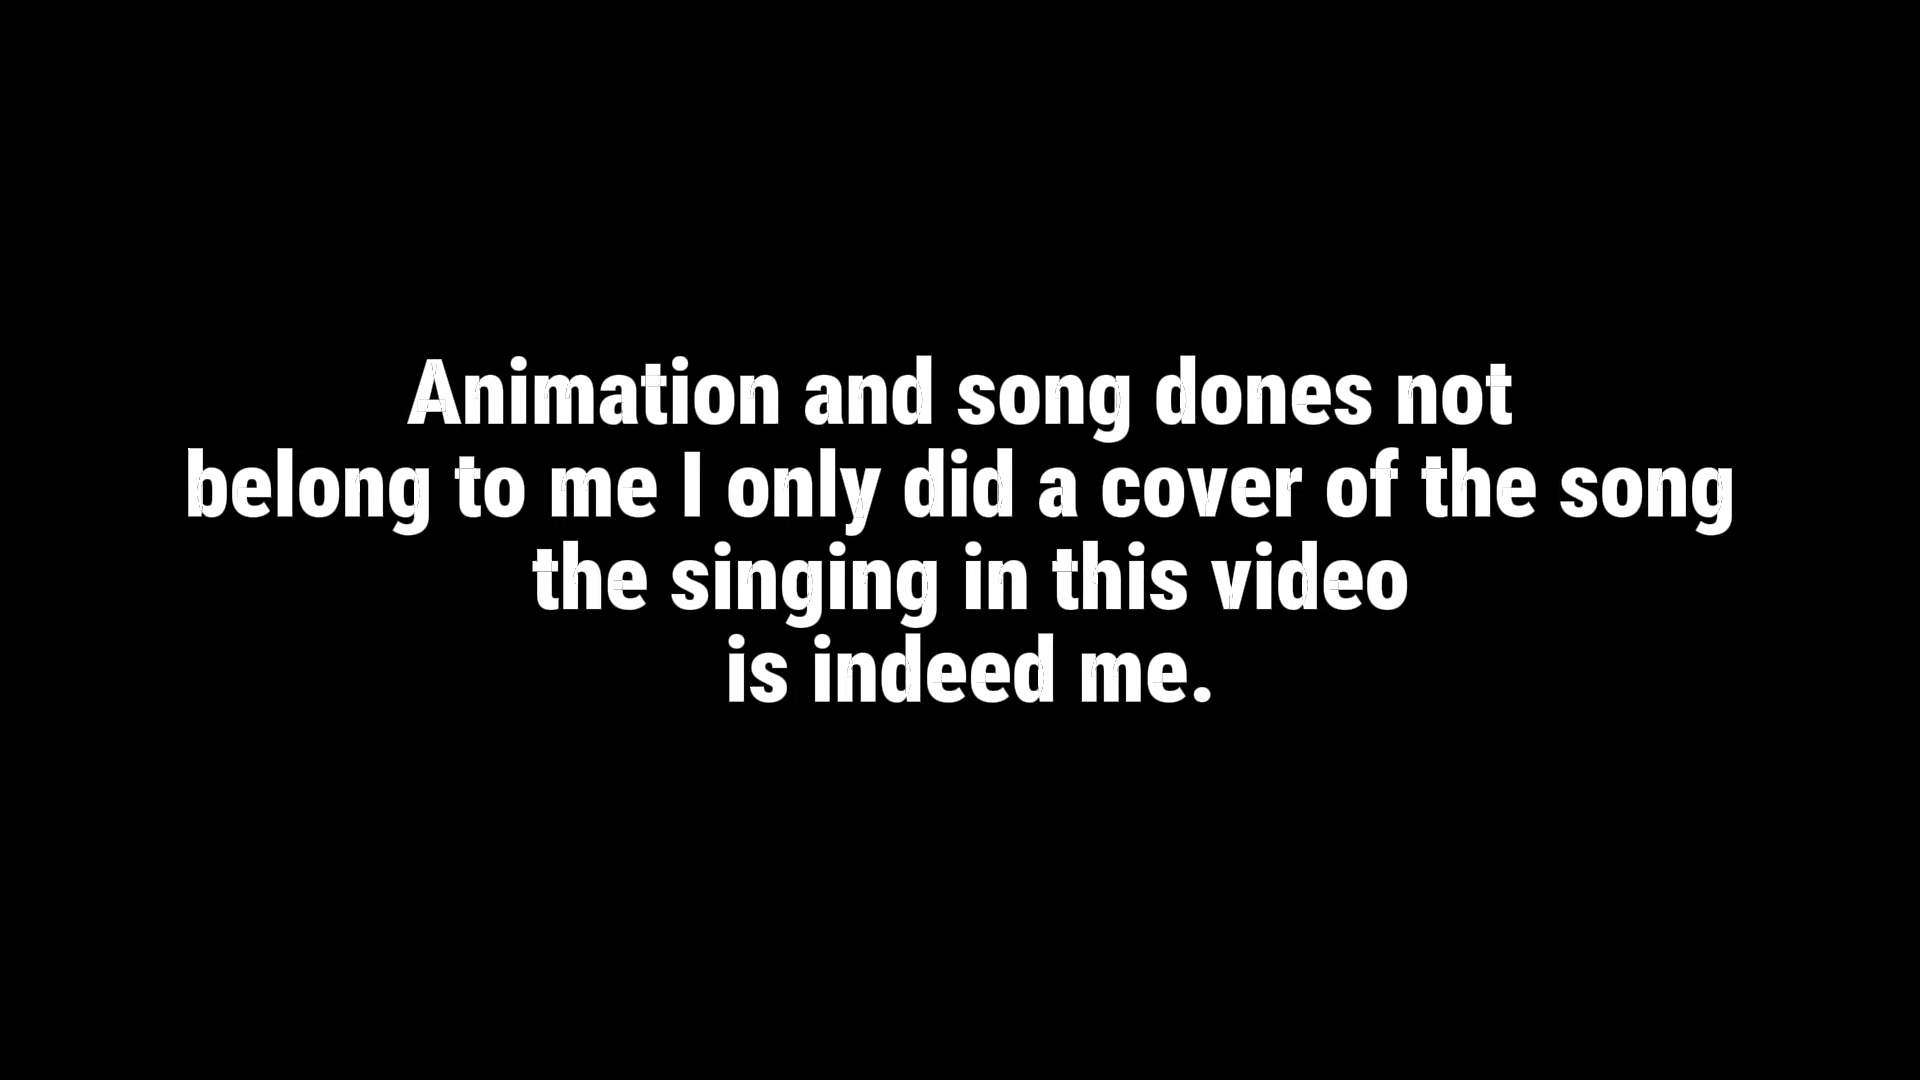 Animation and song dones not
belong to me I only did a cover of the song
the singing in this video
is indeed me.